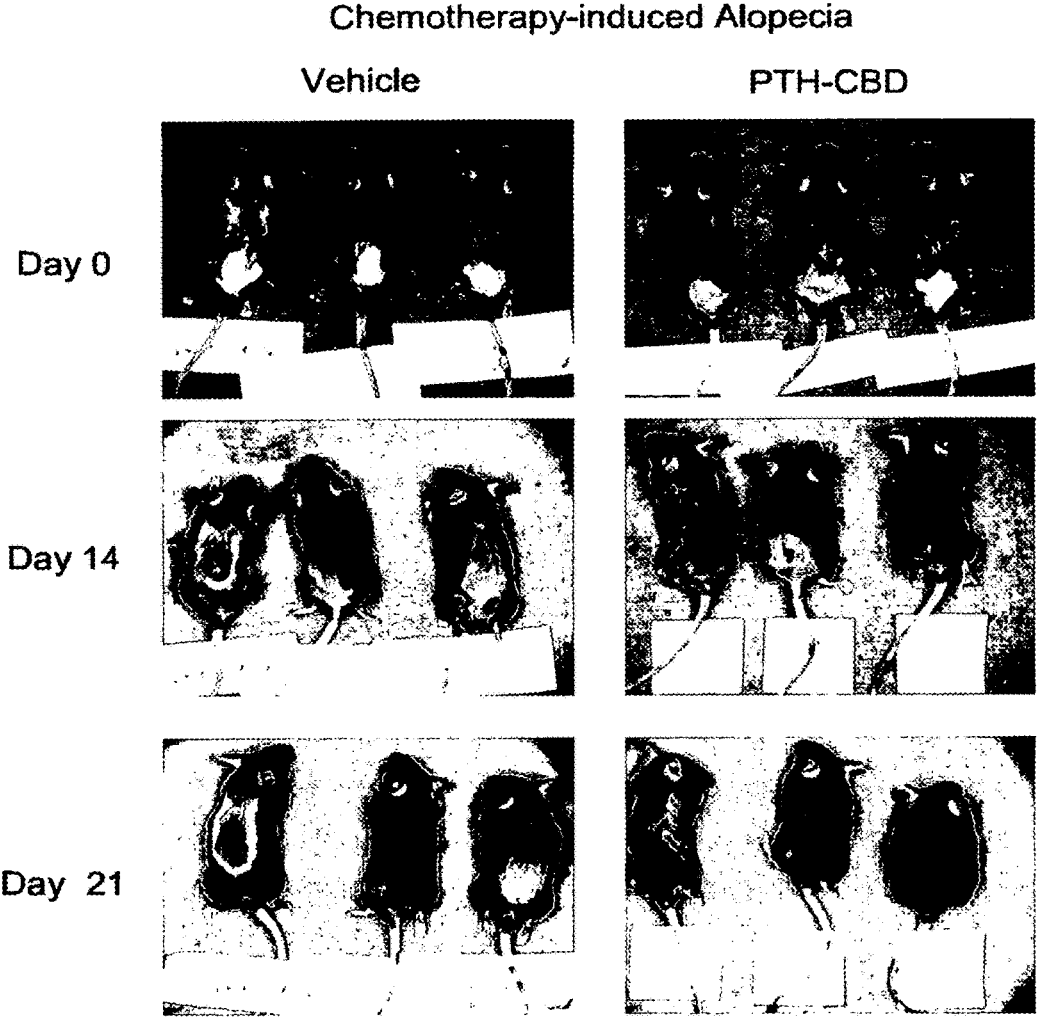 Chemotherapy-induced Alopecia
Vehicle PTH-CBD
Day 0
Day 14
Day 21